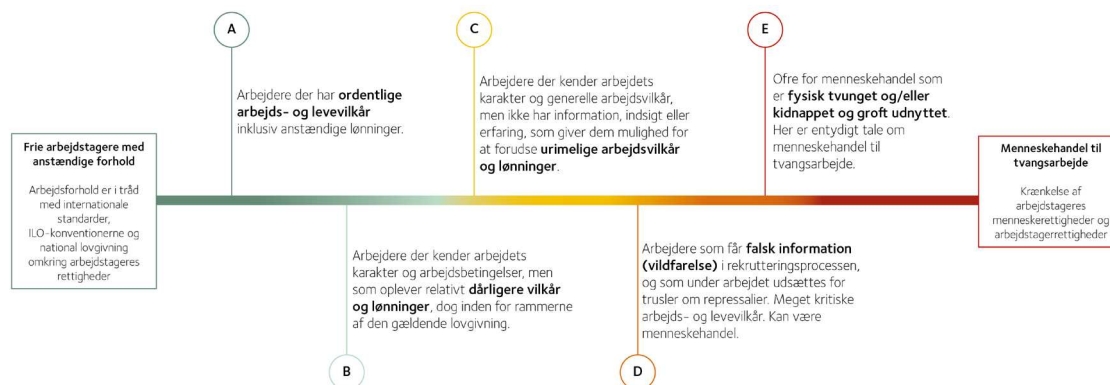 A
Arbejdere der har ordentlige
arbejds- og levevilkår
inklusiv anstændige lønninger.
C
Arbejdere der kender arbejdets
karakter og generelle arbejdsvilkår,
men ikke har information, indsigt eller
erfaring, som giver dem mulighed for
at forudse urimelige arbejdsvilkår
og lønninger.
E
Ofre for menneskehandel som
er fysisk tvunget og/eller
kidnappet og groft udnyttet.
Her er entydigt tale om
menneskehandel til
tvangsarbejde.
Frie arbejdstagere med
anstændige forhold
Arbejdsforhold er i tråd
med internationale
standarder,
ILO-konventionerne og
national lovgivning
omkring arbejdstageres
rettigheder
Menneskehandel til
tvangsarbejde
Krænkelse af
arbejdstageres
menneskerettigheder og
arbejdstagerrettigheder
Arbejdere der kender arbejdets
karakter og arbejdsbetingelser, men
som oplever relativt dårligere vilkår
og lønninger, dog inden for rammerne
af den gældende lovgivning.
B
Arbejdere som får falsk information
(vildfarelse) i rekrutteringsprocessen,
og som under arbejdet udsættes for
trusler om repressalier. Meget kritiske
arbejds- og levevilkår. Kan være
menneskehandel.
D